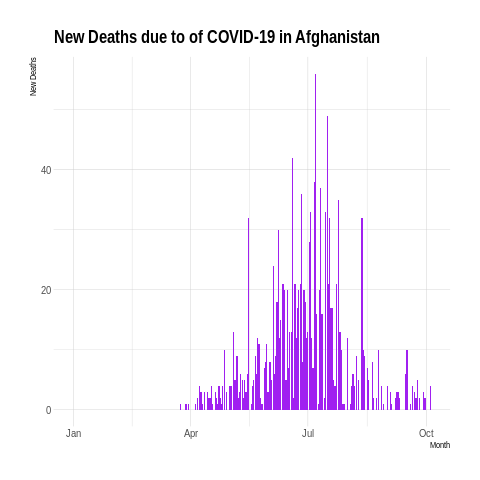 New Deaths due to of COVID-19 in Afghanistan
New Deaths
40
20
0
Jan Apr Jul Oct
Month